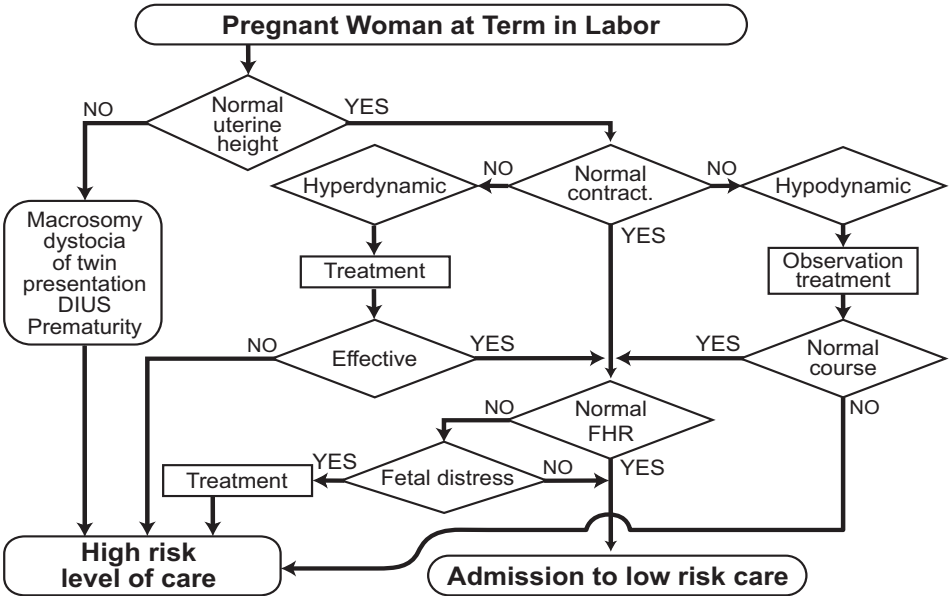 Pregnant Woman at Term in Labor
NO
Normal
uterine
height
YES
Hyperdynamic
NO
Normal
contract.
NO
Hypodynamic
YES
Macrosomy
dystocia
of twin
presentation
DIUS
Prematurity
Treatment
Observation
treatment
NO
Effective
YES
YES
Normal
course
NO
NO
Normal
FHR
YES
Treatment
YES
Fetal distress
NO
High risk
level of care
Admission to low risk care